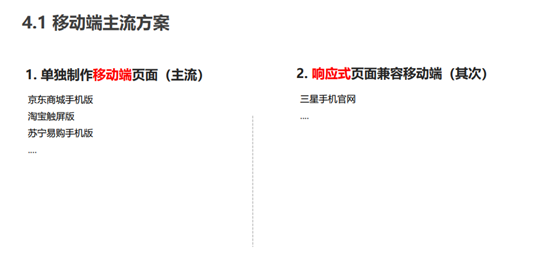 4.1 移动端主流方案
1. 单独制作移动端页面（主流）
京东商城手机版
淘宝触屏版
苏宁易购手机版
....
2. 响应式页面兼容移动端（其次）
三星手机官网
....